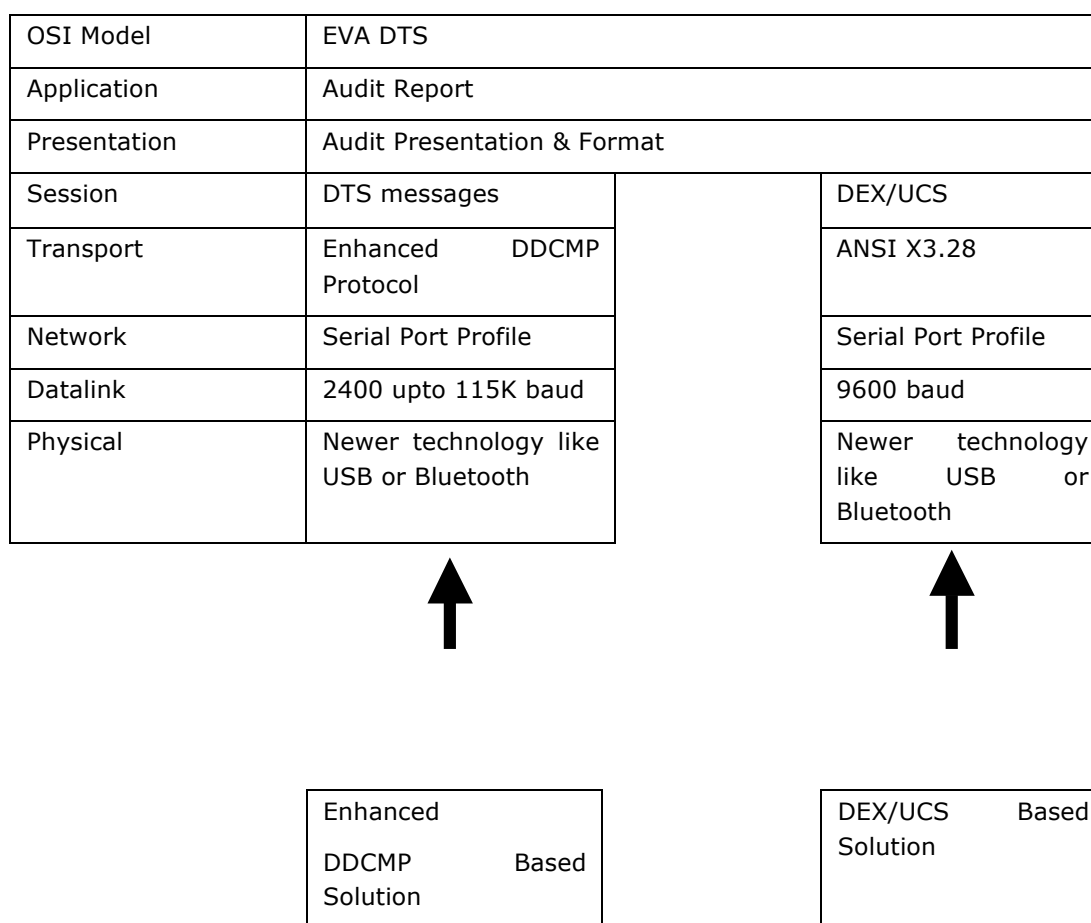 OSI Model EVA DTS
Application Audit Report
Presentation Audit Presentation & Format
Session DTS messages DEX/UCS
Transport Enhanced DDCMP Protocol ANSI X3.28
Network Serial Port Profile Serial Port Profile
Datalink 2400 upto 115K baud 9600 baud
Physical Newer technology like USB or Bluetooth Newer technology like USB or Bluetooth
Enhanced
DDCMP Based
Solution
DEX/UCS Based
Solution